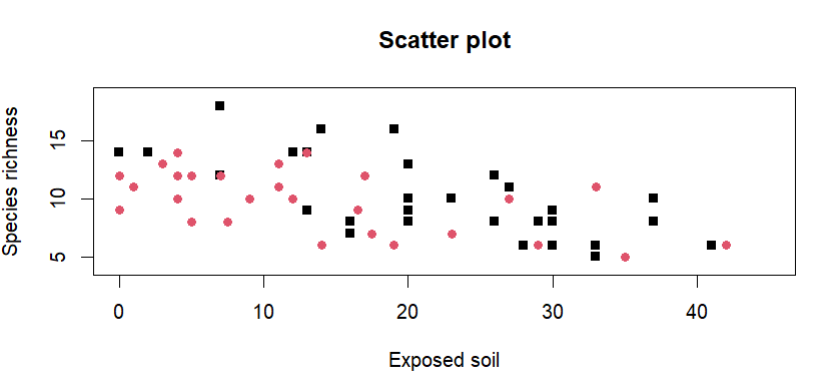 Scatter plot
Species richness
15
10
5
0 10 20 30 40
Exposed soil